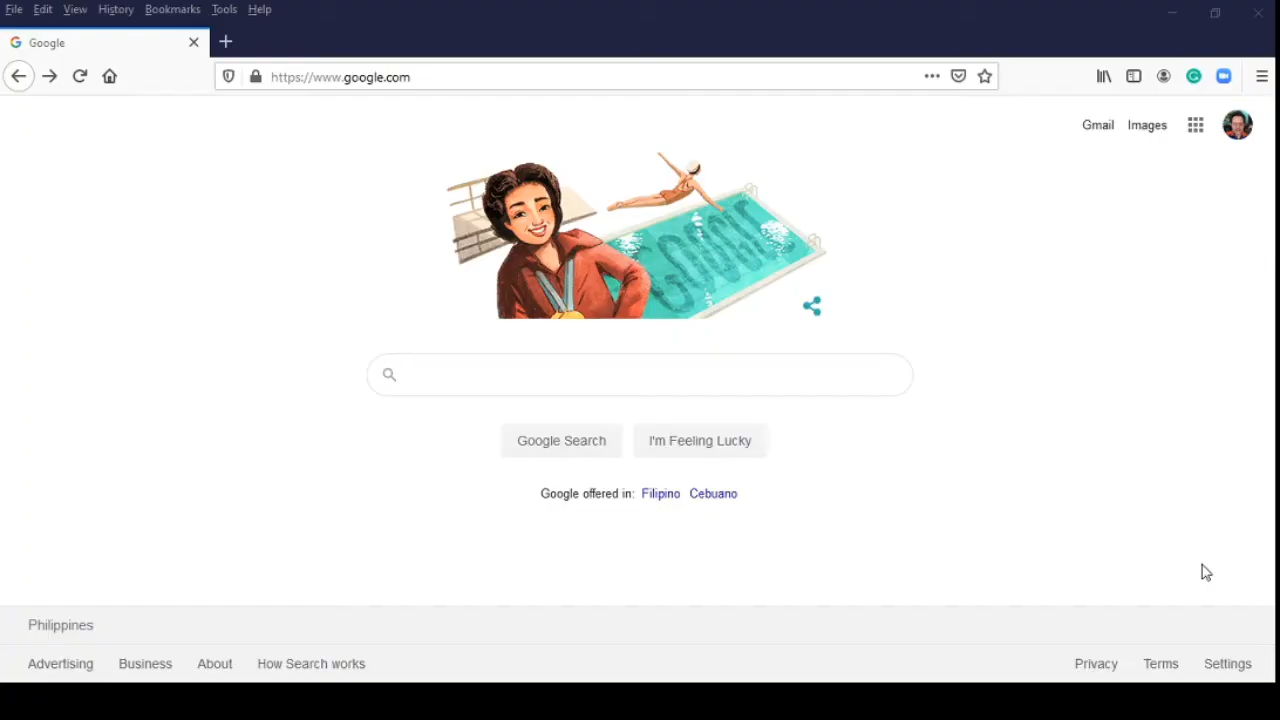 File Edit View History Bookmarks Tools Help
Google
https://www.google.com
Gmail Images
GOOGLE
Google Search I'm Feeling Lucky
Google offered in: Filipino Cebuano
Philippines
Advertising Business About How Search works Privacy Terms Settings